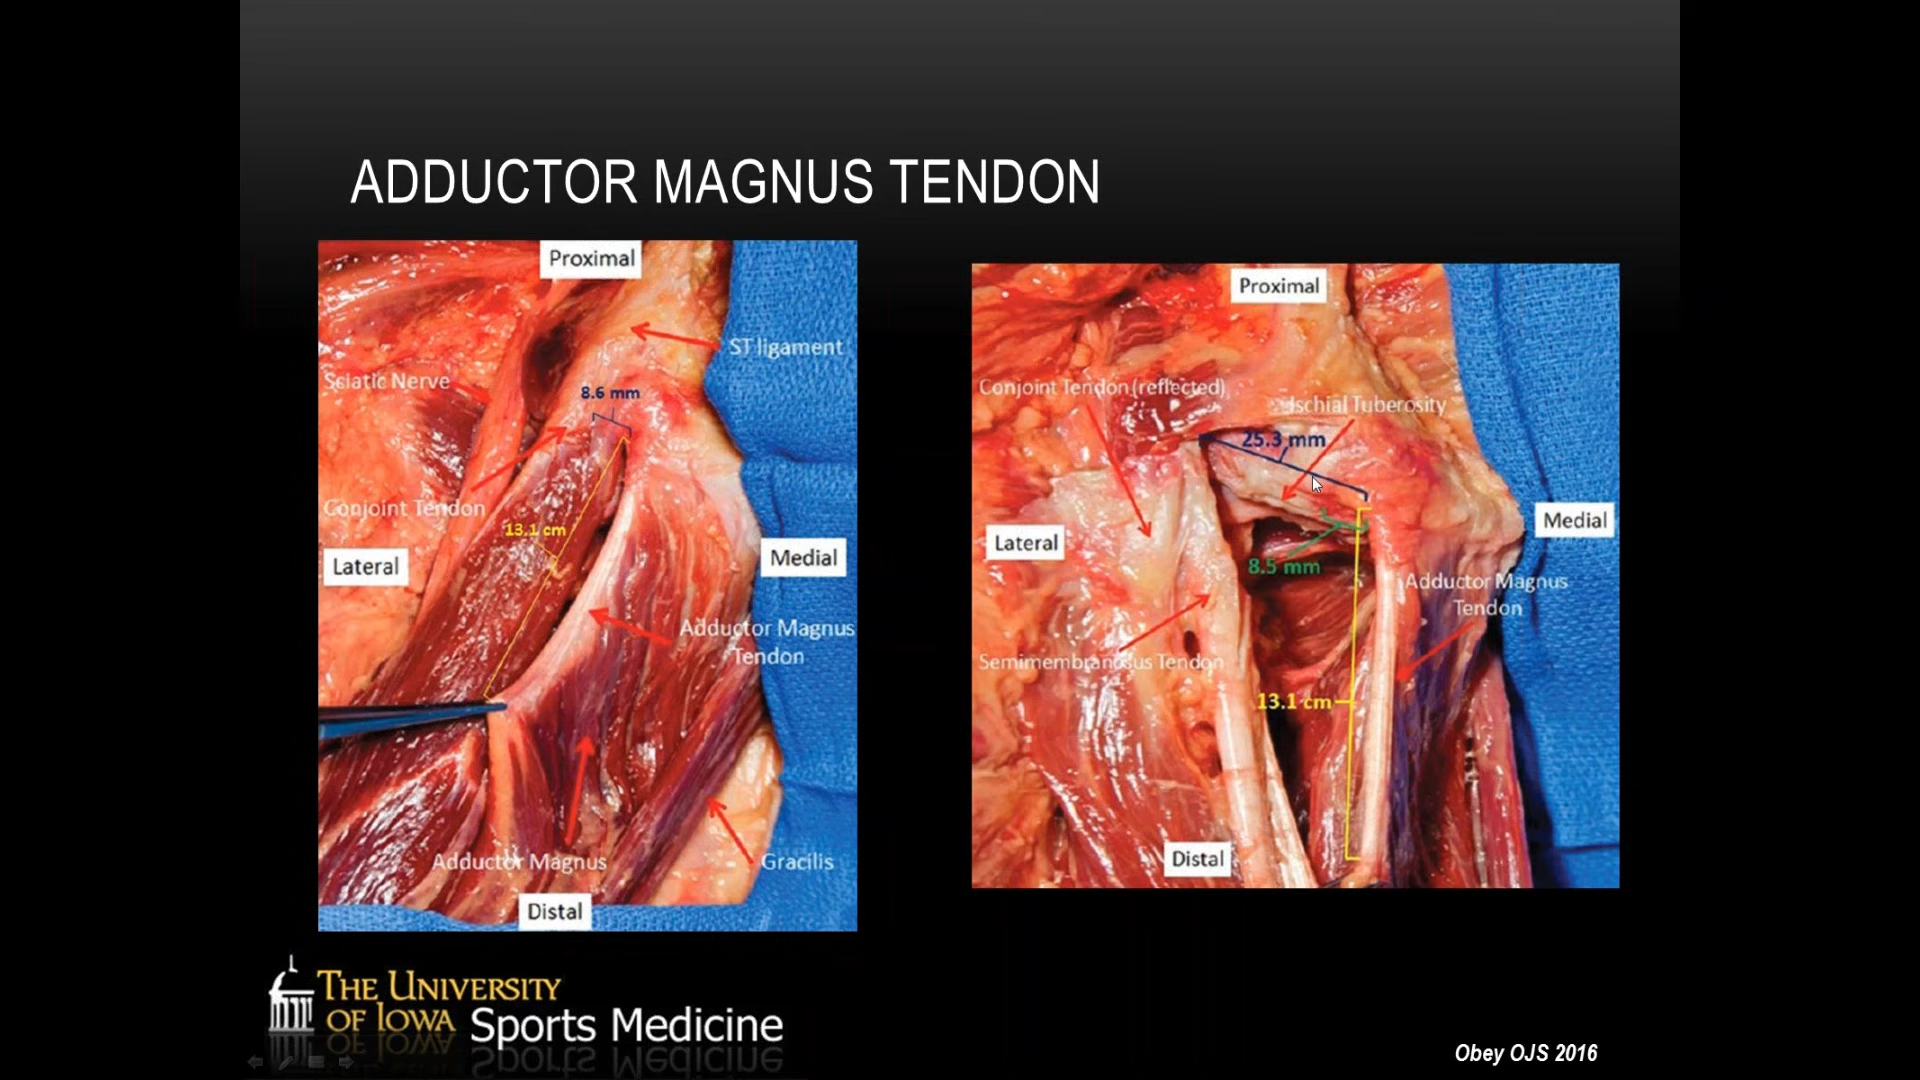 ADDUCTOR MAGNUS TENDON
Proximal
ST ligament
Sciatic Nerve
8.6 mm
Conjoint Tendon
13.1 cm
Lateral
Medial
Adductor Magnus
Tendon
Adductor Magnus
Gracilis
Distal
Proximal
Conjoint Tendon (reflected)
Ischial Tuberosity
25.3 mm
Medial
Lateral
8.5 mm
Adductor Magnus
Tendon
Semimembranosus Tendon
13.1 cm
Distal
THE UNIVERSITY
OF IOWA Sports Medicine
Obey OJS 2016